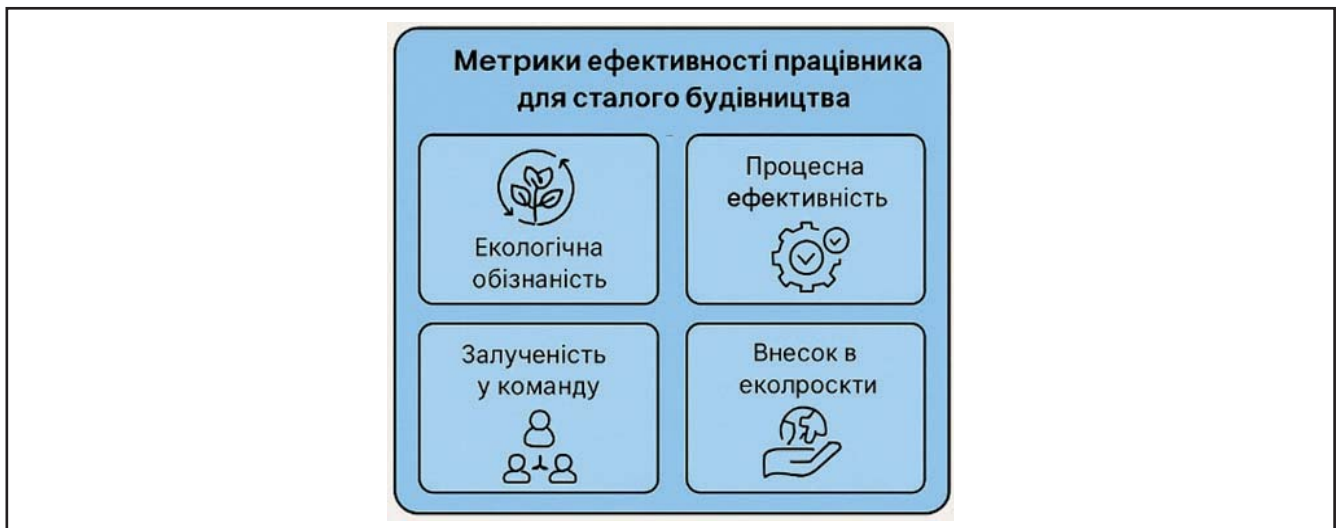 Метрики ефективності працівника
для сталого будівництва
Екологічна
обізнаність
Процесна
ефективність
Залученість
у команду
Внесок в
еколроскти